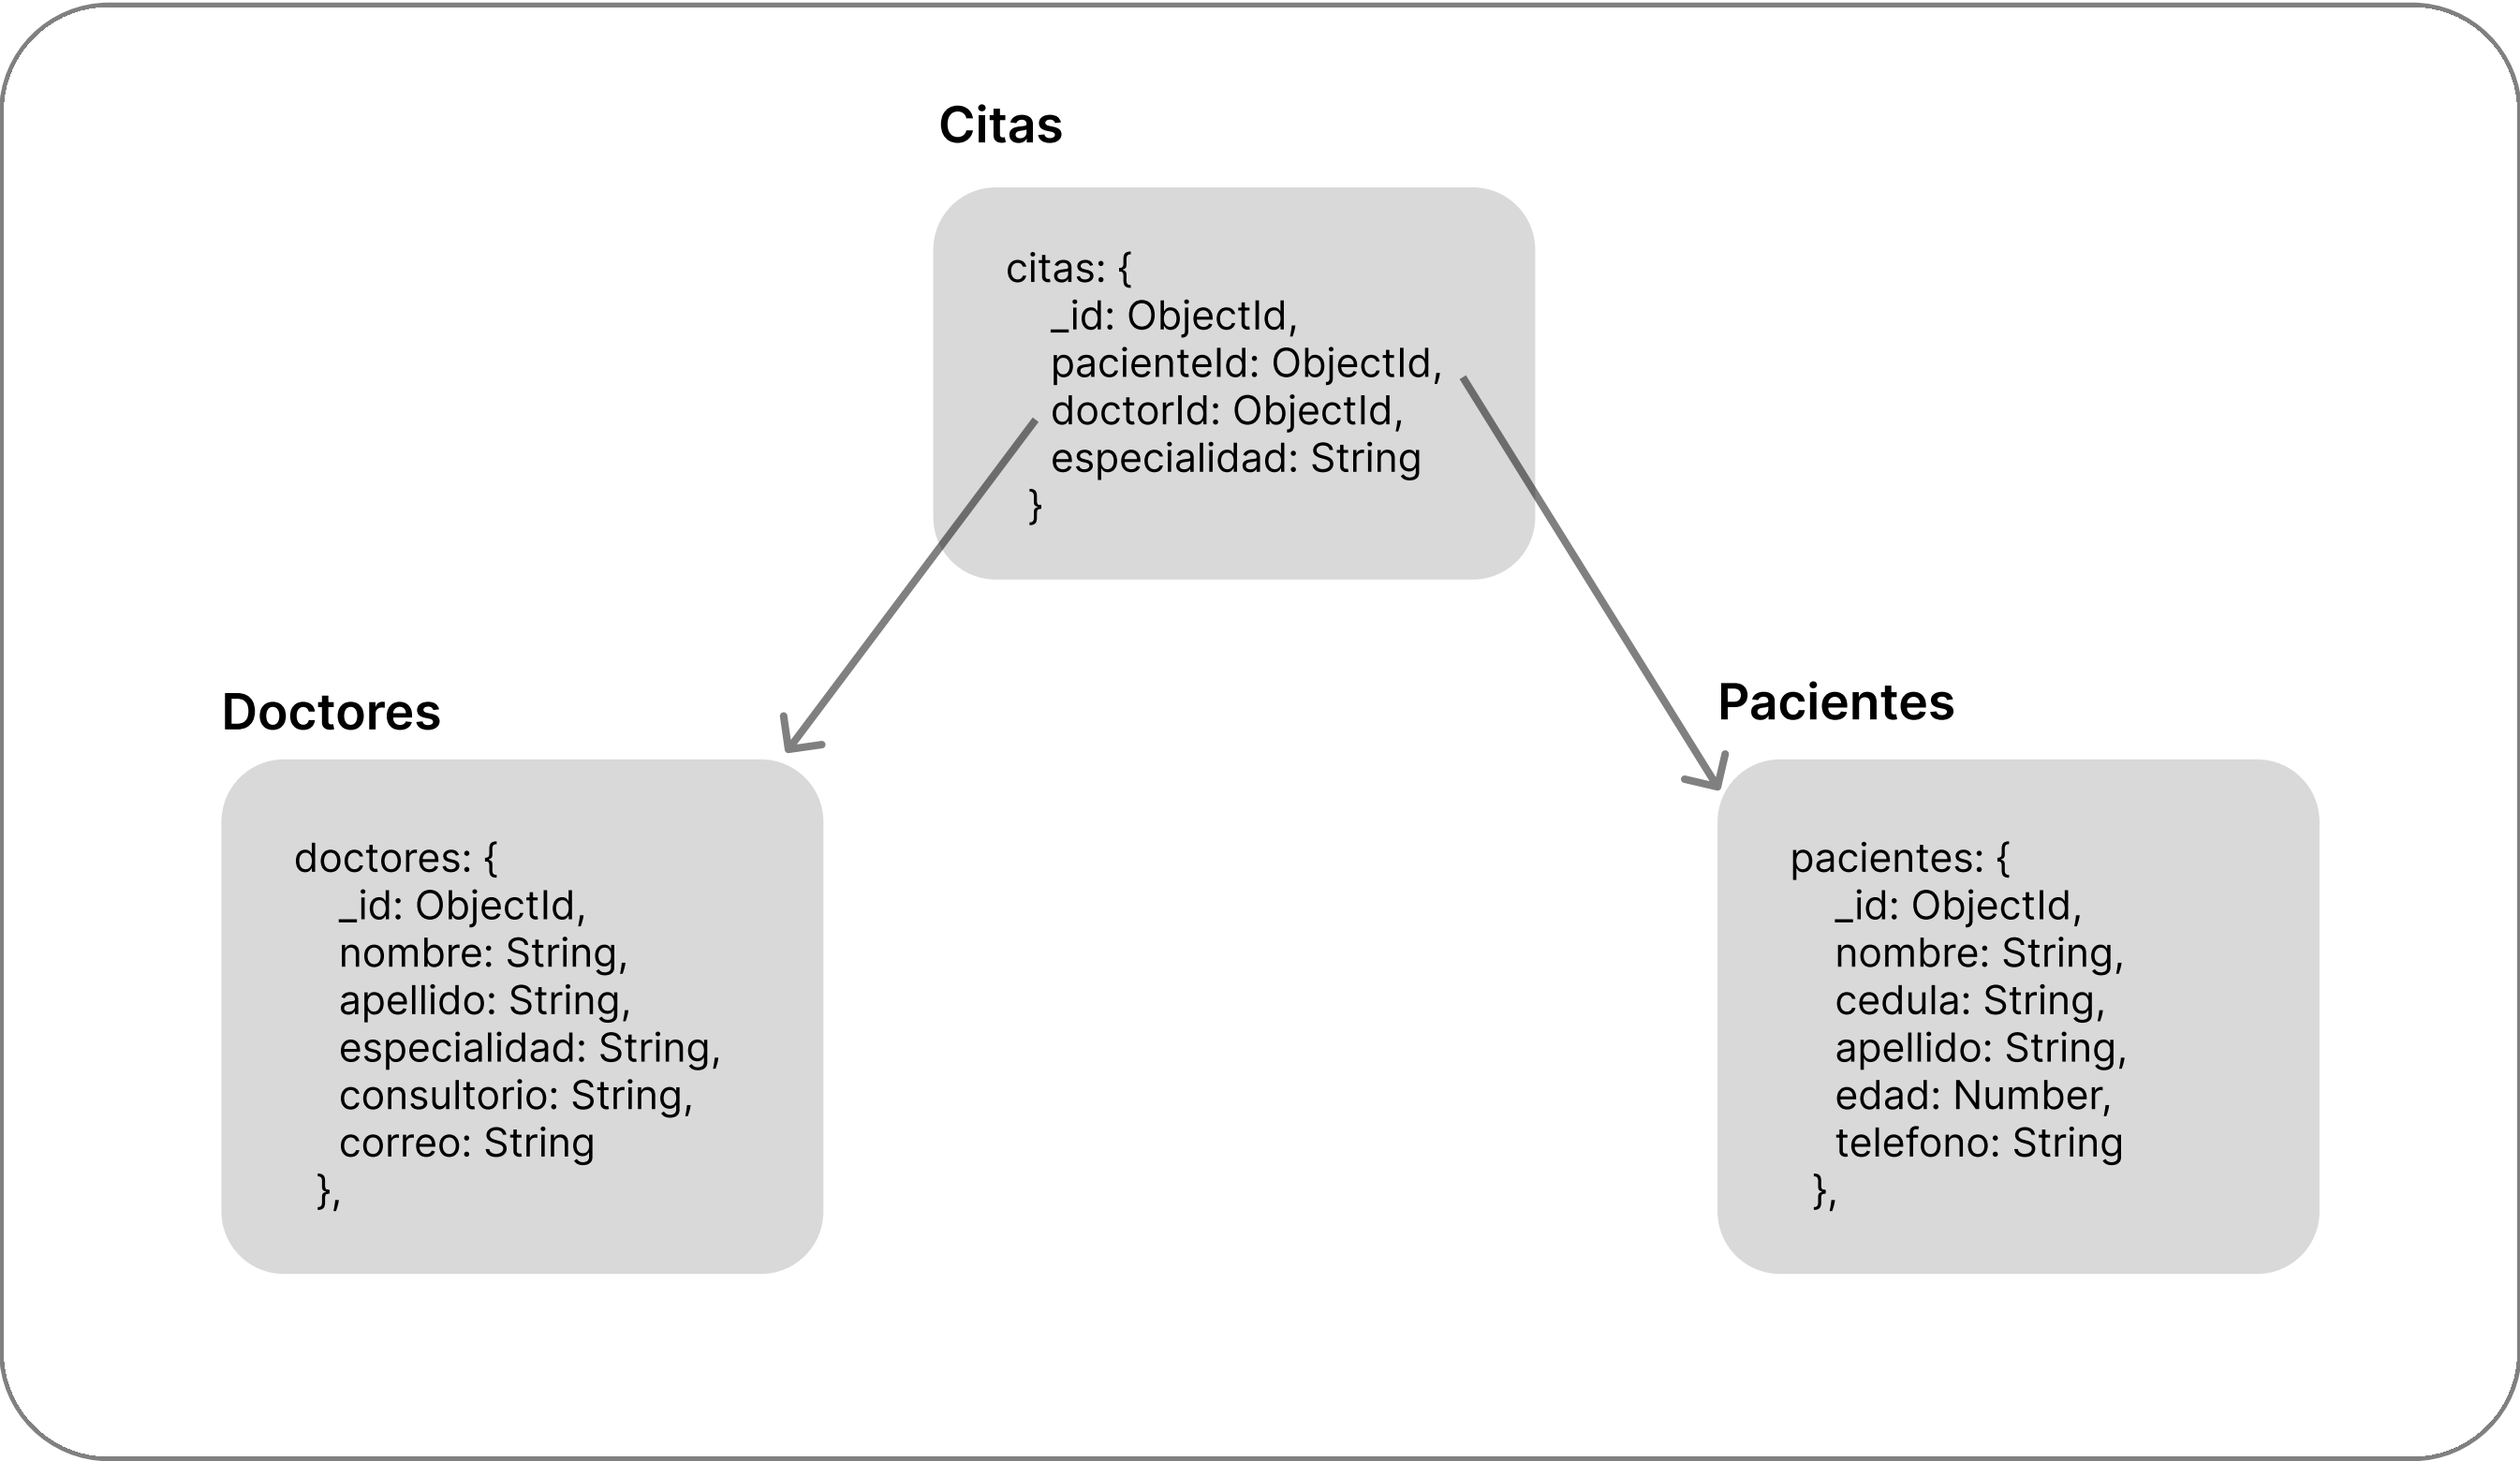 Citas
citas: {
_id: ObjectId,
pacienteId: ObjectId,
doctorId: ObjectId,
especialidad: String
}
Doctores
doctores: {
_id: ObjectId,
nombre: String,
apellido: String,
especialidad: String,
consultorio: String,
correo: String
},
Pacientes
pacientes: {
_id: ObjectId,
nombre: String,
cedula: String,
apellido: String,
edad: Number,
telefono: String
},